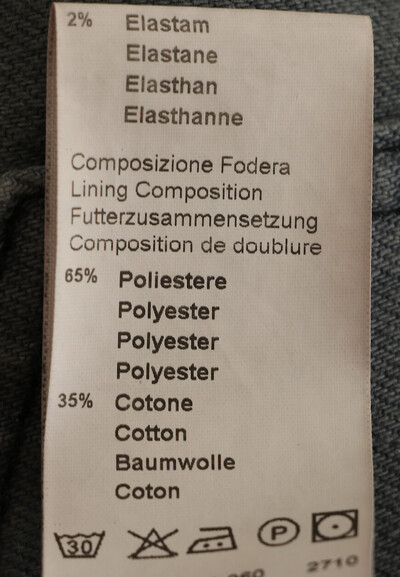 2% Elastam
Elastane
Elasthan
Elasthanne
Composizione Fodera
Lining Composition
Futterzusammensetzung
Composition de doublure
65% Poliestere
Polyester
Polyester
Polyester
35% Cotone
Cotton
Baumwolle
Coton
30 P
2710